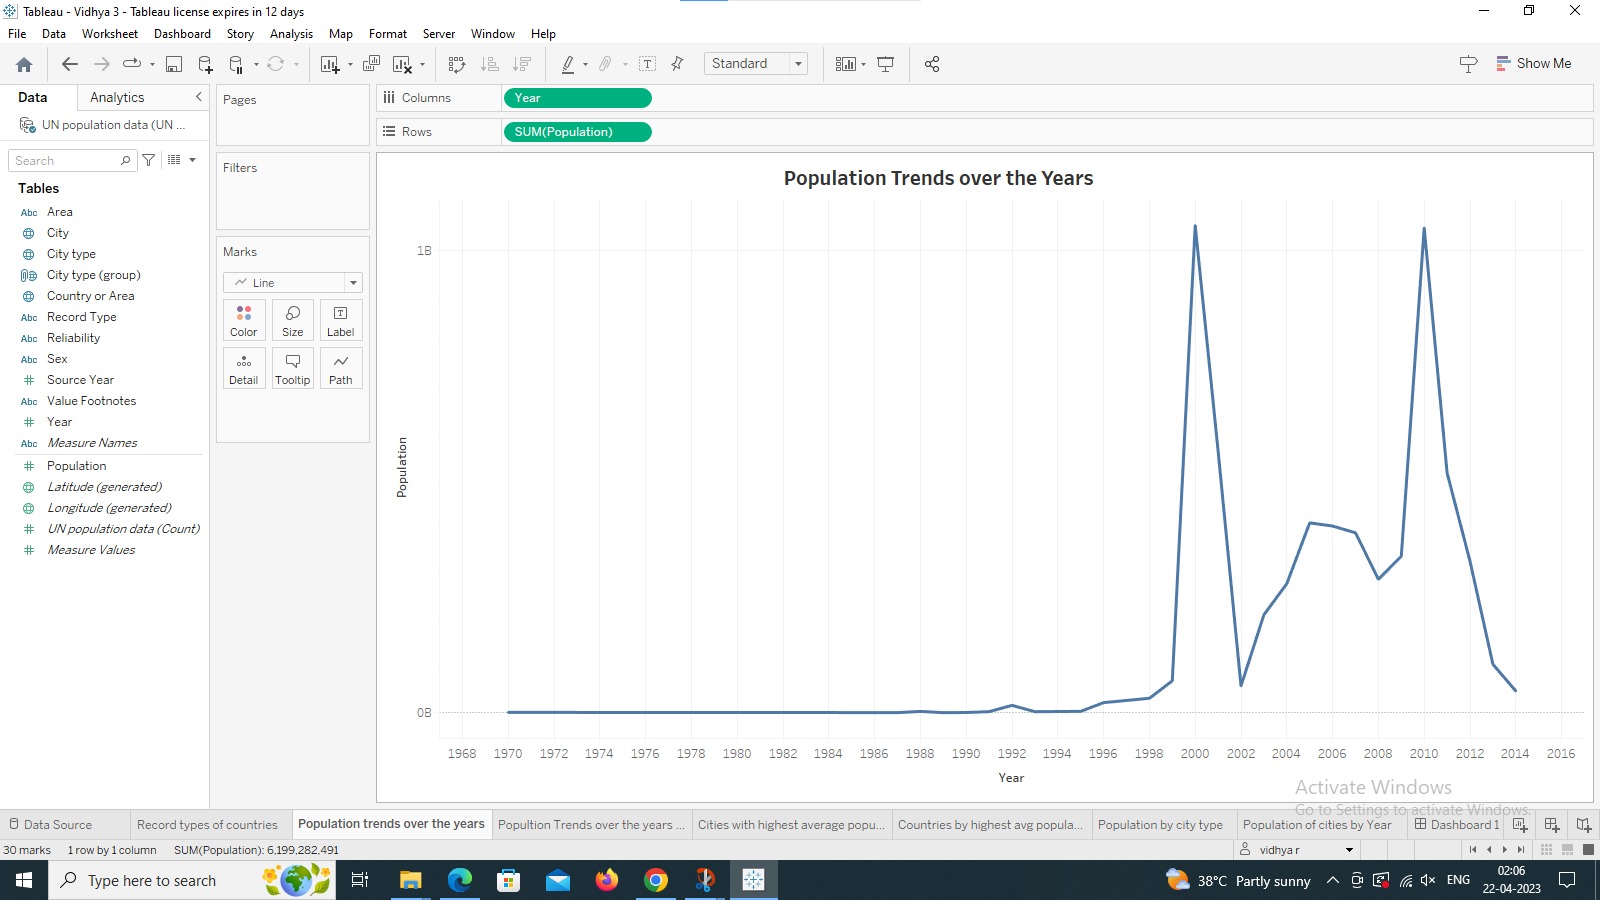 Tableau - Vidhya 3 - Tableau license expires in 12 days
File Data Worksheet Dashboard Story Analysis Map Format Server Window Help
Standard
Show Me
Data Analytics
UN population data (UN ...
Search
Tables
Abc Area
City
City type
City type (group)
Country or Area
Abc Record Type
Abc Reliability
Abc Sex
# Source Year
Abc Value Footnotes
# Year
Abc Measure Names
# Population
Latitude (generated)
Longitude (generated)
# UN population data (Count)
# Measure Values
Pages
Filters
Marks
Line
Color Size Label
Detail Tooltip Path
Columns Year
Rows SUM(Population)
Population Trends over the Years
1B
Population
0B
1968 1970 1972 1974 1976 1978 1980 1982 1984 1986 1988 1990 1992 1994 1996 1998 2000 2002 2004 2006 2008 2010 2012 2014 2016
Year
Activate Windows
Go to Settings to activate Windows.
Data Source Record types of countries Population trends over the years Popultion Trends over the years ... Cities with highest average popu... Countries by highest avg popula... Population by city type Population of cities by Year Dashboard 1
30 marks 1 row by 1 column SUM(Population): 6,199,282,491 vidhya r
Type here to search
38°C Partly sunny ENG 02:06
22-04-2023